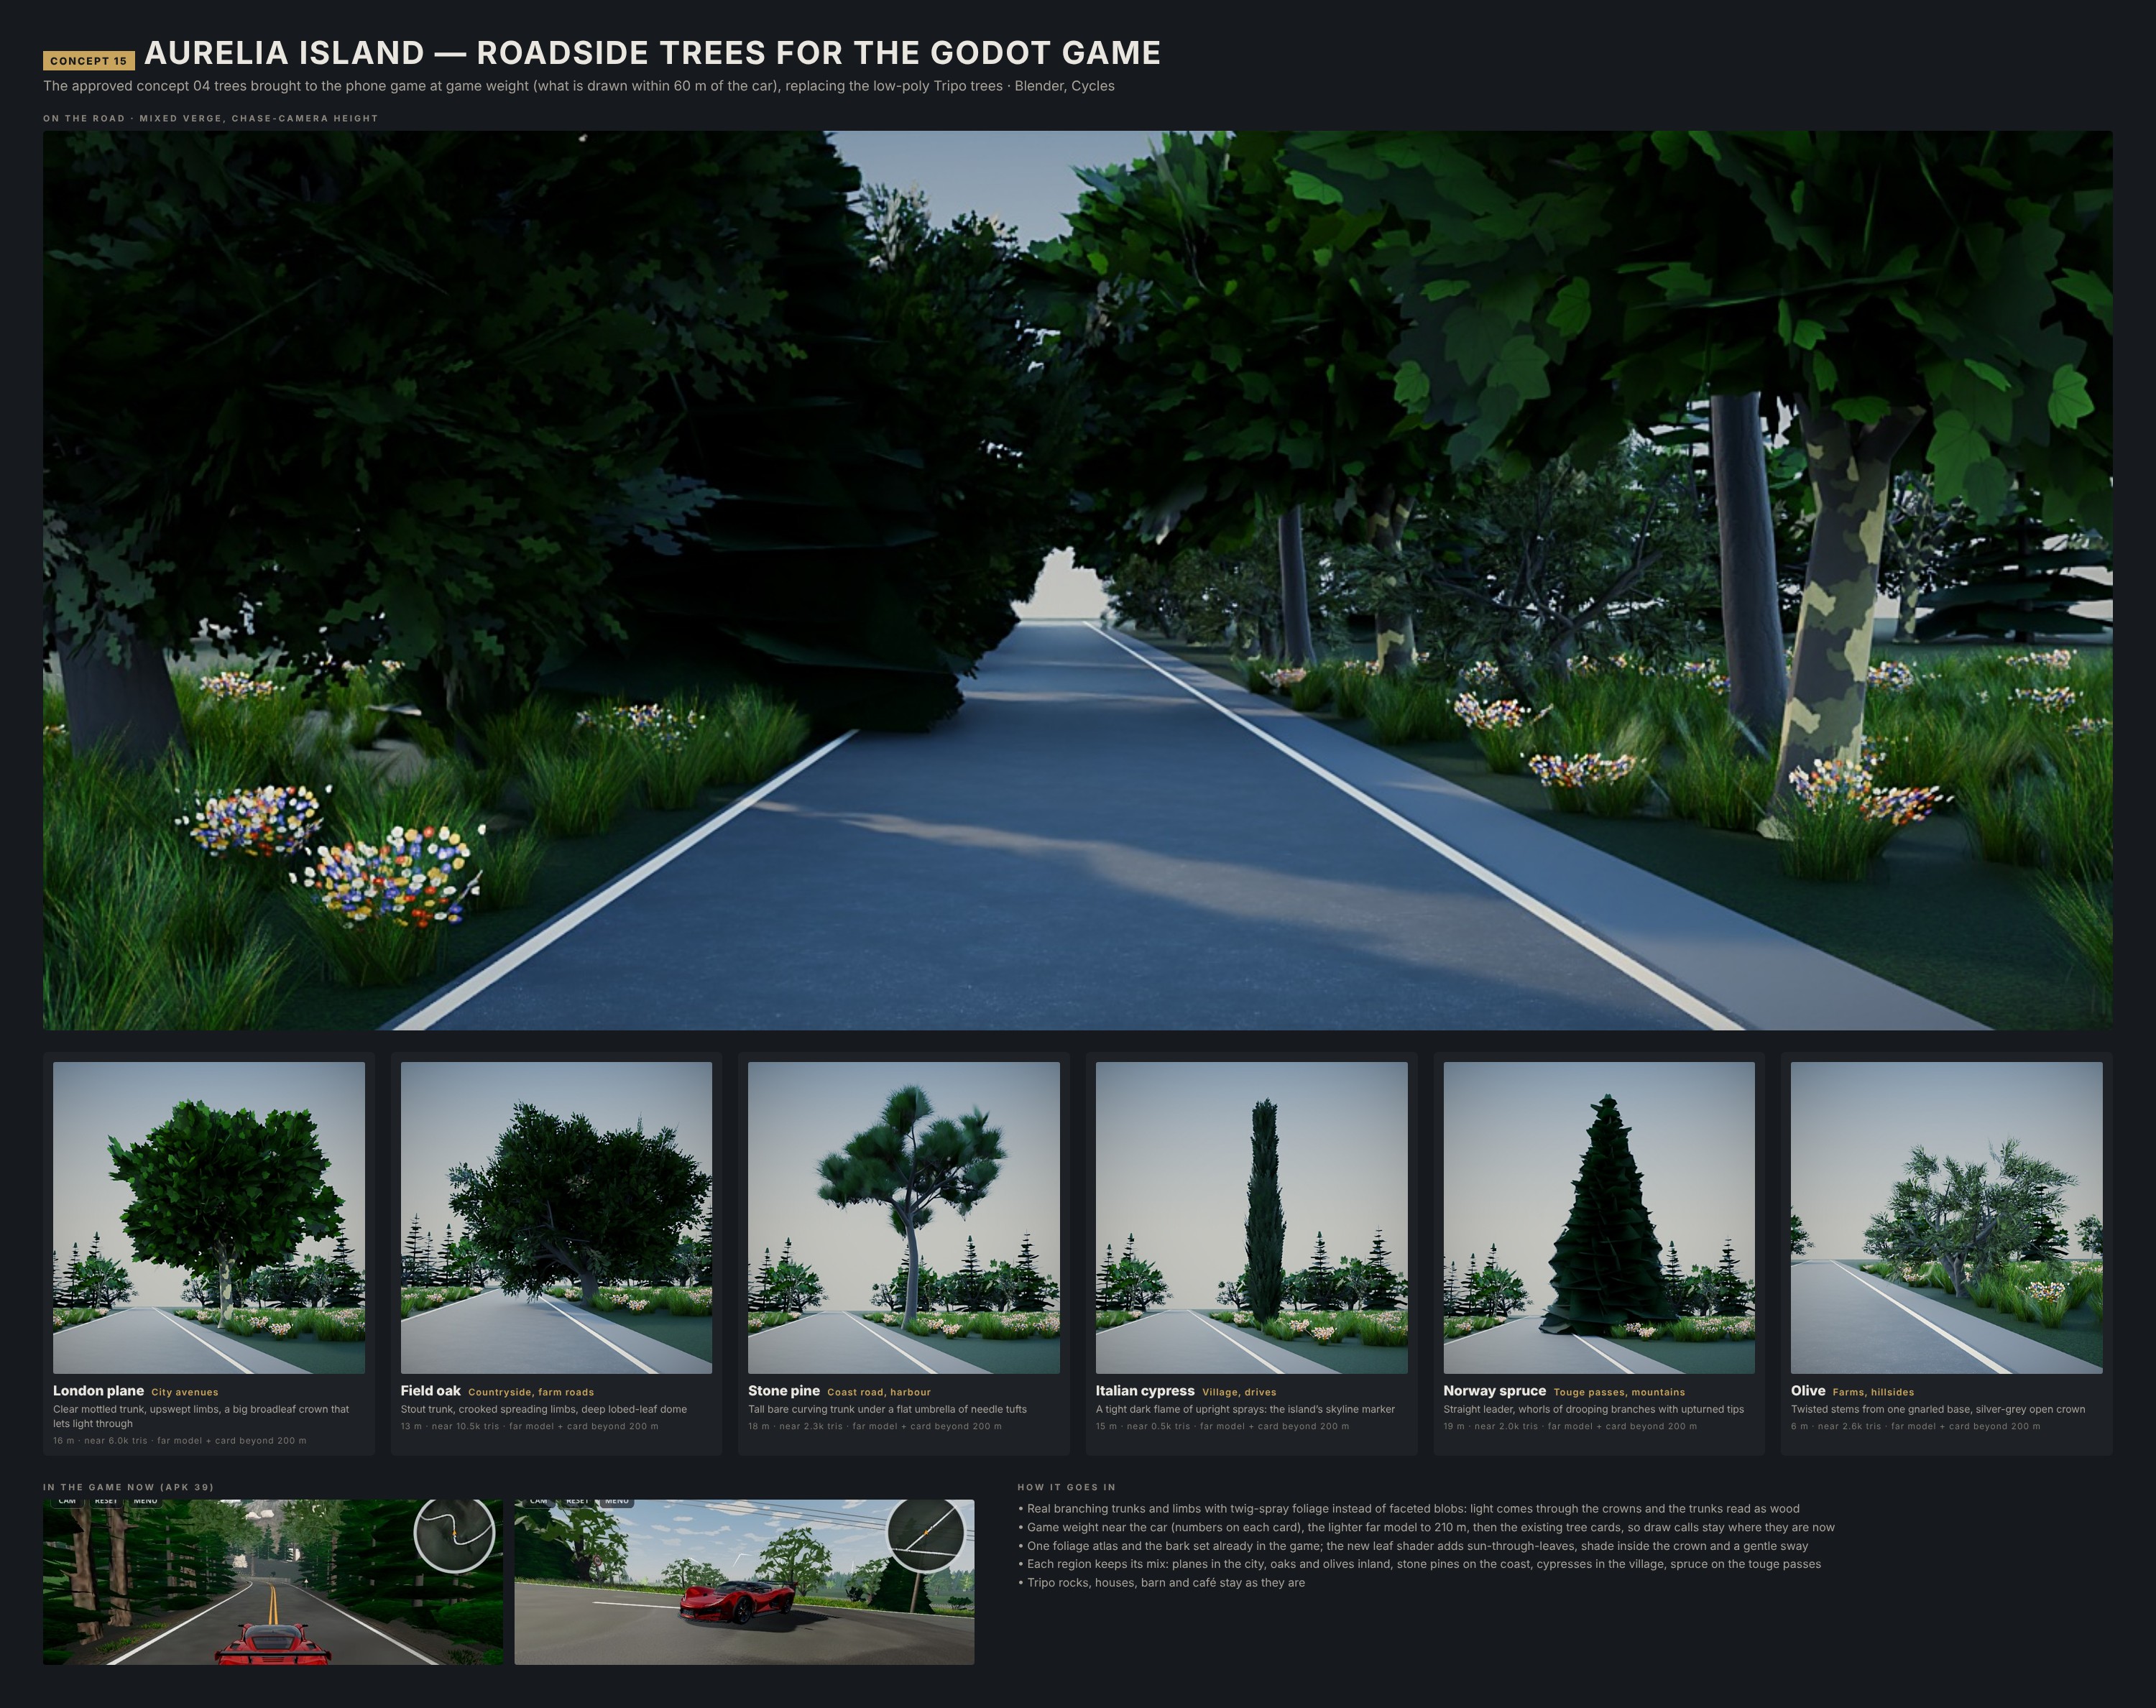 CONCEPT 15 AURELIA ISLAND — ROADSIDE TREES FOR THE GODOT GAME
The approved concept 04 trees brought to the phone game at game weight (what is drawn within 60 m of the car), replacing the low-poly Tripo trees · Blender, Cycles
ON THE ROAD · MIXED VERGE, CHASE-CAMERA HEIGHT
London plane City avenues
Clear mottled trunk, upswept limbs, a big broadleaf crown that
lets light through
16 m · near 6.0k tris · far model + card beyond 200 m
Field oak Countryside, farm roads
Stout trunk, crooked spreading limbs, deep lobed-leaf dome
13 m · near 10.5k tris · far model + card beyond 200 m
Stone pine Coast road, harbour
Tall bare curving trunk under a flat umbrella of needle tufts
18 m · near 2.3k tris · far model + card beyond 200 m
Italian cypress Village, drives
A tight dark flame of upright sprays: the island's skyline marker
15 m · near 0.5k tris · far model + card beyond 200 m
Norway spruce Touge passes, mountains
Straight leader, whorls of drooping branches with upturned tips
19 m · near 2.0k tris · far model + card beyond 200 m
Olive Farms, hillsides
Twisted stems from one gnarled base, silver-grey open crown
6 m · near 2.6k tris · far model + card beyond 200 m
IN THE GAME NOW (APK 39)
CAM RESET MENU
CAM RESET MENU
HOW IT GOES IN
• Real branching trunks and limbs with twig-spray foliage instead of faceted blobs: light comes through the crowns and the trunks read as wood
• Game weight near the car (numbers on each card), the lighter far model to 210 m, then the existing tree cards, so draw calls stay where they are now
• One foliage atlas and the bark set already in the game; the new leaf shader adds sun-through-leaves, shade inside the crown and a gentle sway
• Each region keeps its mix: planes in the city, oaks and olives inland, stone pines on the coast, cypresses in the village, spruce on the touge passes
• Tripo rocks, houses, barn and café stay as they are